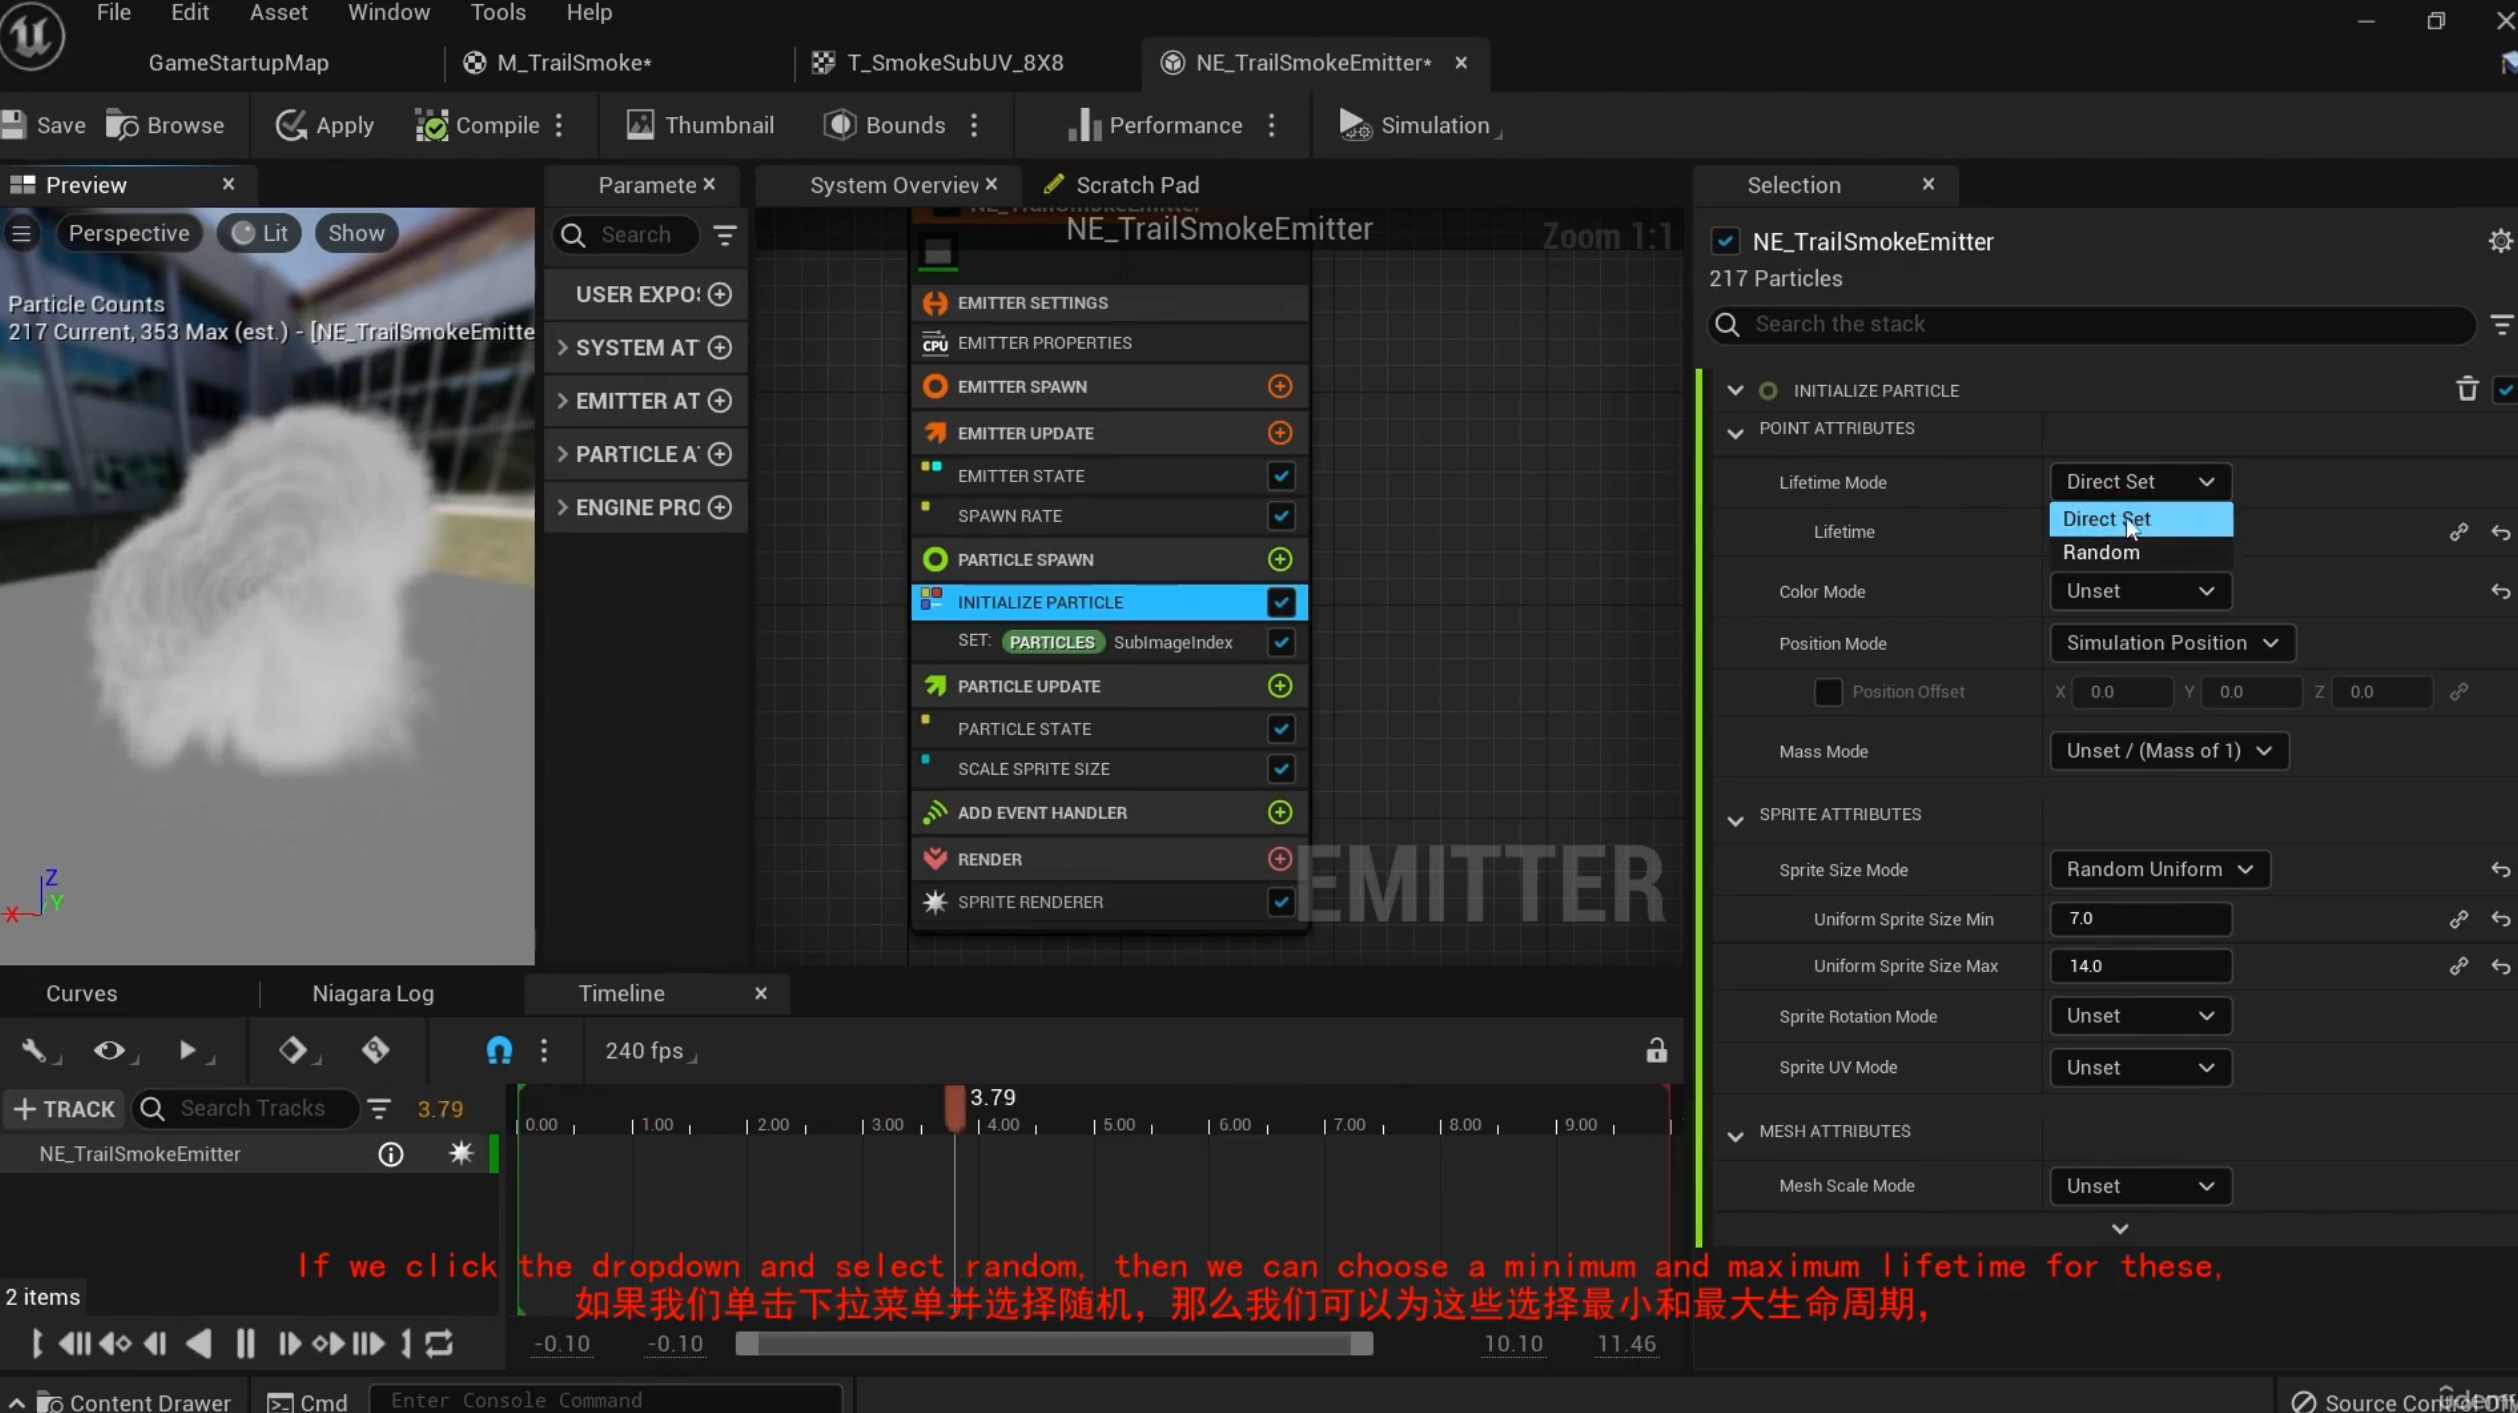 File Edit Asset Window Tools Help
GameStartupMap M_TrailSmoke* T_SmokeSubUV_8X8 NE_TrailSmokeEmitter*
Save Browse Apply Compile Thumbnail Bounds Performance Simulation
Preview Paramete System Overview Scratch Pad Selection
Perspective Lit Show
Particle Counts
217 Current, 353 Max (est.) - [NE_TrailSmokeEmitte
Search
USER EXPO
SYSTEM AT
EMITTER AT
PARTICLE A
ENGINE PRO
NE_TrailSmokeEmitter
Zoom 1:1
EMITTER SETTINGS
CPU EMITTER PROPERTIES
EMITTER SPAWN
EMITTER UPDATE
EMITTER STATE
SPAWN RATE
PARTICLE SPAWN
INITIALIZE PARTICLE
SET: PARTICLES SubImageIndex
PARTICLE UPDATE
PARTICLE STATE
SCALE SPRITE SIZE
ADD EVENT HANDLER
RENDER
SPRITE RENDERER
EMITTER
NE_TrailSmokeEmitter
217 Particles
Search the stack
INITIALIZE PARTICLE
POINT ATTRIBUTES
Lifetime Mode Direct Set
Direct Set
Lifetime
Random
Color Mode Unset
Position Mode Simulation Position
Position Offset X 0.0 Y 0.0 Z 0.0
Mass Mode Unset / (Mass of 1)
SPRITE ATTRIBUTES
Sprite Size Mode Random Uniform
Uniform Sprite Size Min 7.0
Uniform Sprite Size Max 14.0
Sprite Rotation Mode Unset
Sprite UV Mode Unset
MESH ATTRIBUTES
Mesh Scale Mode Unset
Z
X Y
Curves Niagara Log Timeline
240 fps
TRACK Search Tracks 3.79
3.79
0.00 1.00 2.00 3.00 4.00 5.00 6.00 7.00 8.00 9.00
NE_TrailSmokeEmitter
If we click the dropdown and select random, then we can choose a minimum and maximum lifetime for these,
如果我们单击下拉菜单并选择随机，那么我们可以为这些选择最小和最大生命周期，
2 items
-0.10 -0.10 10.10 11.46
Content Drawer Cmd Enter Console Command Source Control Off